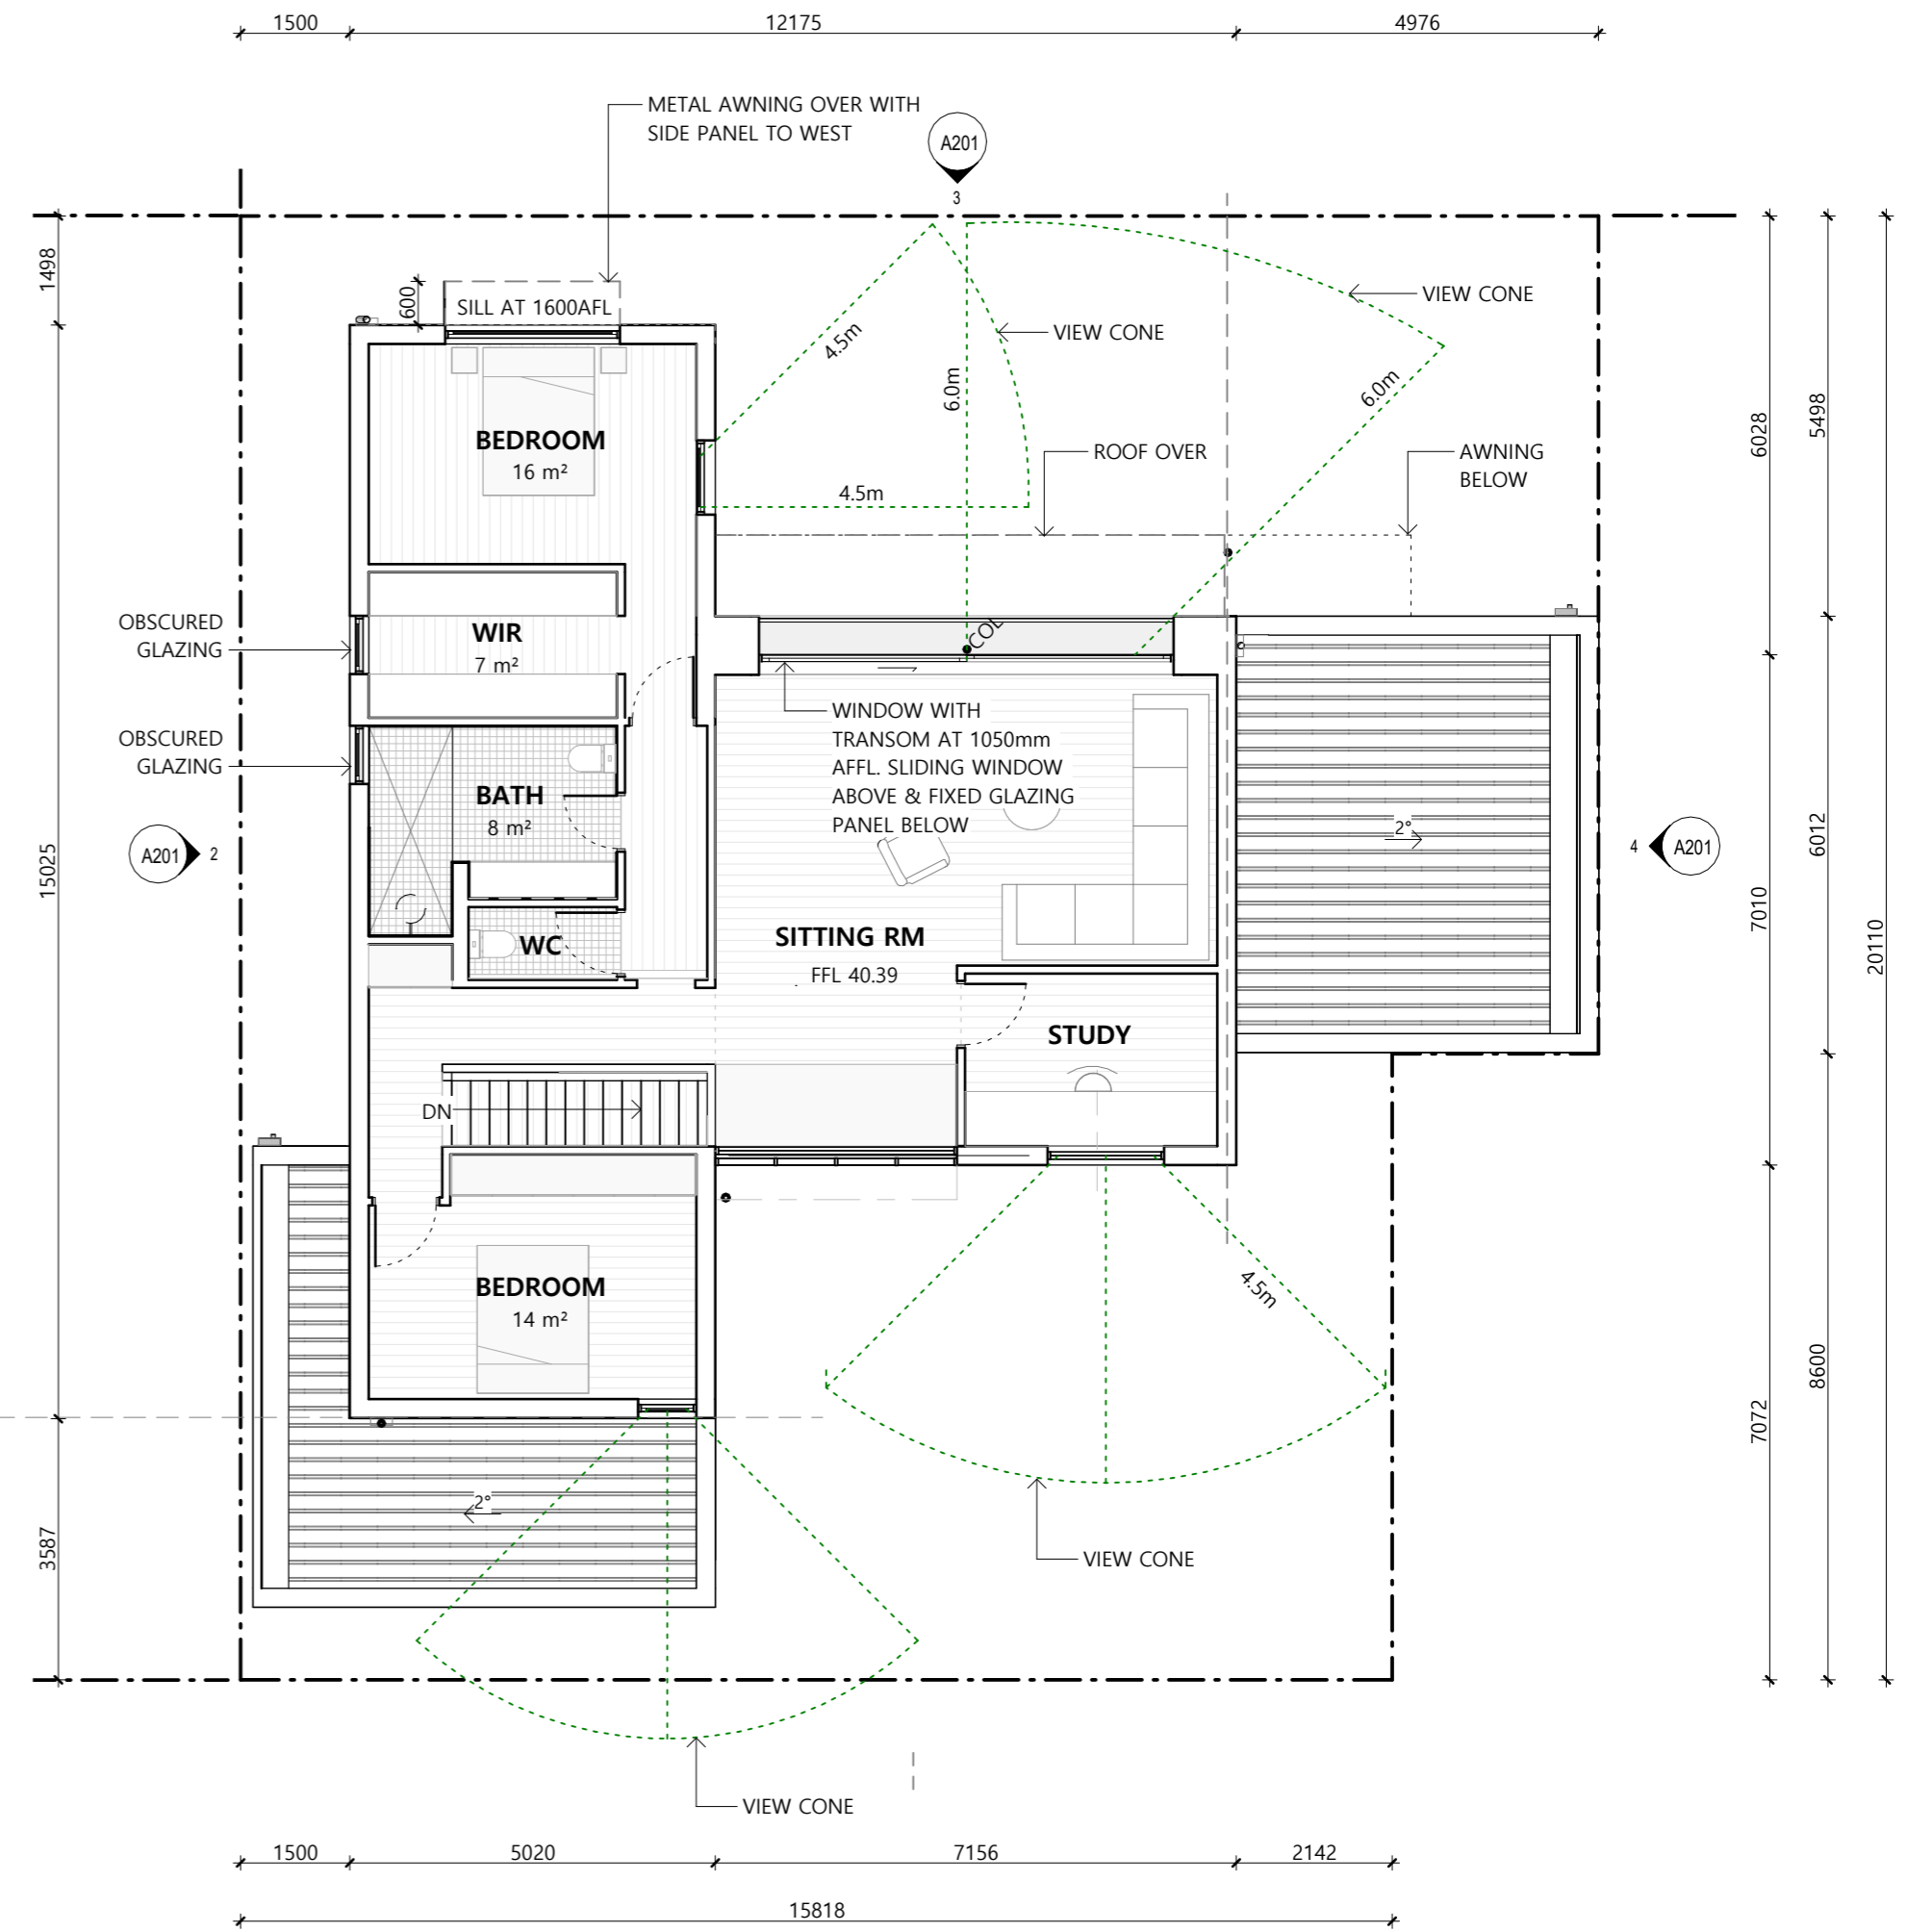 1500
12175
4976
METAL AWNING OVER WITH
SIDE PANEL TO WEST
A201
3
1498
600
SILL AT 1600AFL
4.5m
6.0m
VIEW CONE
VIEW CONE
6.0m
BEDROOM
16 m²
4.5m
ROOF OVER
AWNING
BELOW
6028
5498
OBSCURED
GLAZING
WIR
7 m²
COL
OBSCURED
GLAZING
WINDOW WITH
TRANSOM AT 1050mm
AFFL. SLIDING WINDOW
ABOVE & FIXED GLAZING
PANEL BELOW
BATH
8 m²
A201
2
2°
4
A201
15025
7010
6012
20110
SITTING RM
FFL 40.39
WC
STUDY
DN
BEDROOM
14 m²
4.5m
7072
8600
2°
3587
VIEW CONE
VIEW CONE
1500
5020
7156
2142
15818